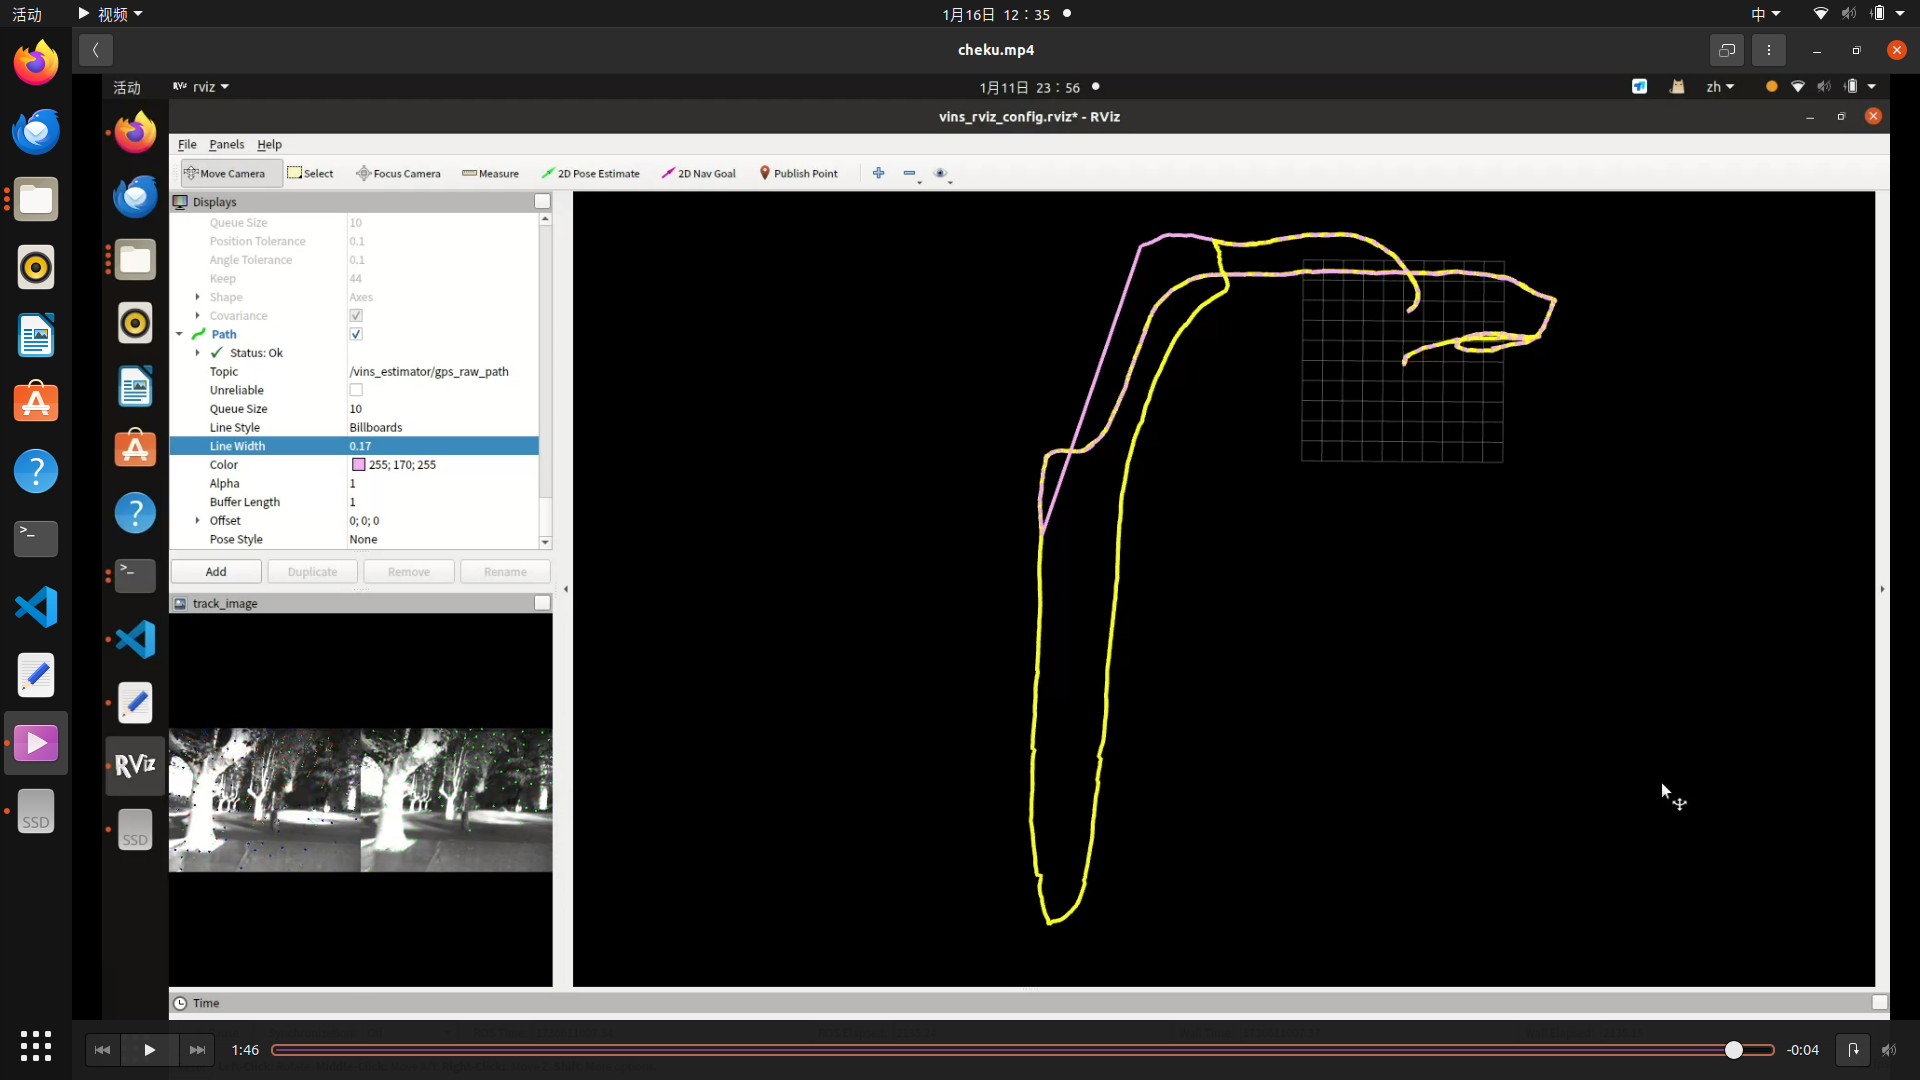 活动
视频
1月16日 12：35
中
cheku.mp4
活动
RViz rviz
1月11日 23：56
zh
vins_rviz_config.rviz* - RViz
File Panels Help
Move Camera Select Focus Camera Measure 2D Pose Estimate 2D Nav Goal Publish Point
Displays
Queue Size 10
Position Tolerance 0.1
Angle Tolerance 0.1
Keep 44
Shape Axes
Covariance
Path
Status: Ok
Topic /vins_estimator/gps_raw_path
Unreliable
Queue Size 10
Line Style Billboards
Line Width 0.17
Color 255; 170; 255
Alpha 1
Buffer Length 1
Offset 0; 0; 0
Pose Style None
Add Duplicate Remove Rename
track_image
RViz
SSD
SSD
Time
1:46
-0:04